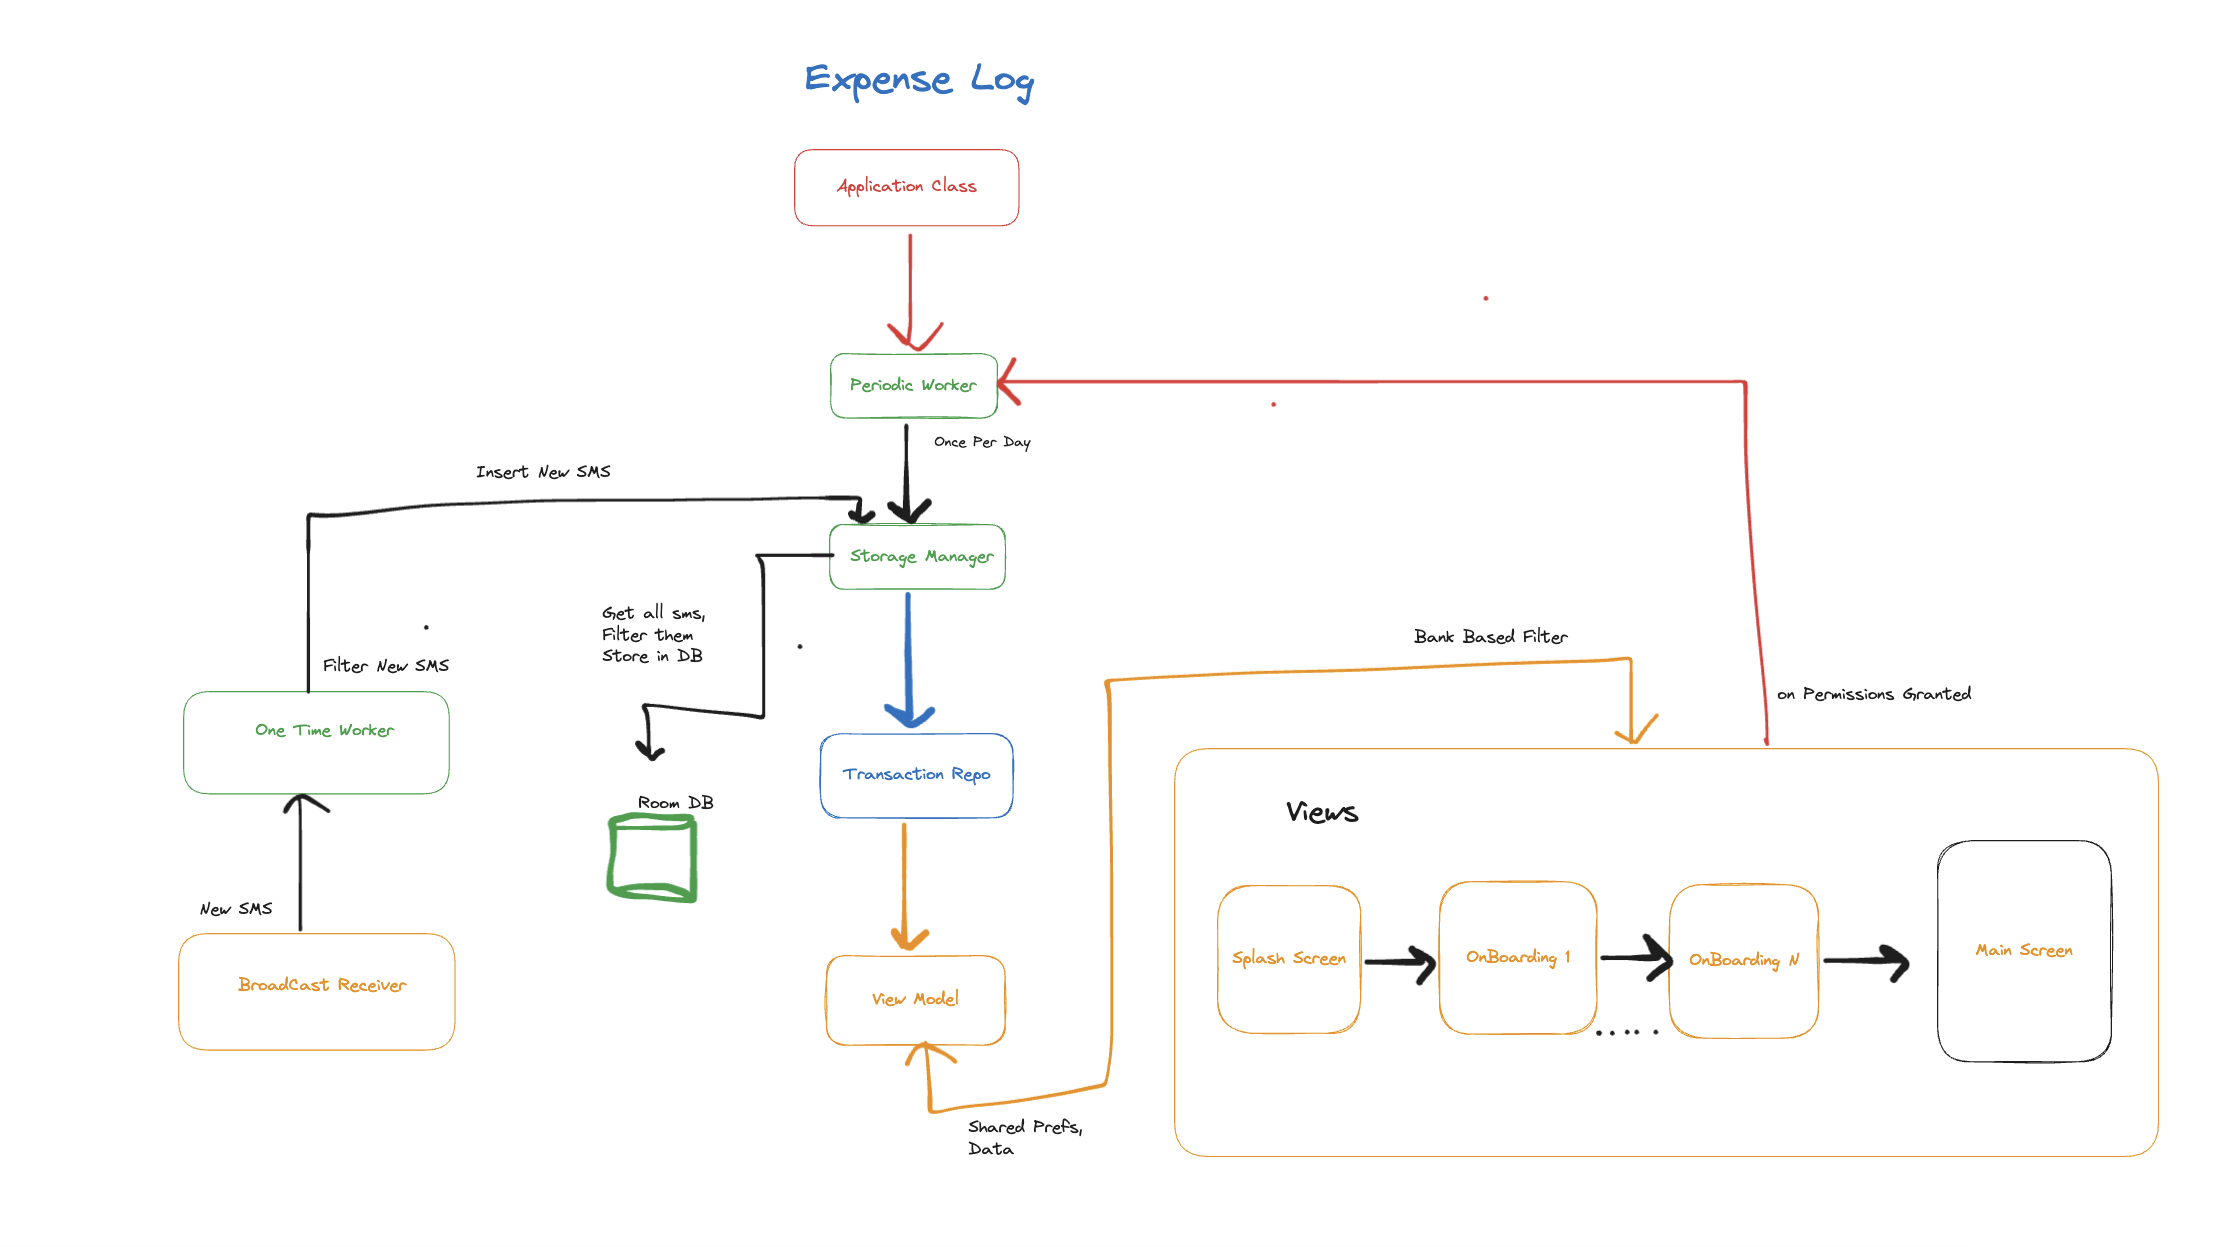 Expense Log
Application Class
Periodic Worker
Once Per Day
Insert New SMS
Storage Manager
Get all sms,
Filter them
Store in DB
Bank Based Filter
Filter New SMS
on Permissions Granted
One Time Worker
Transaction Repo
Room DB
Views
New SMS
BroadCast Receiver
View Model
Splash Screen
OnBoarding 1
.....
OnBoarding N
Main Screen
Shared Prefs,
Data